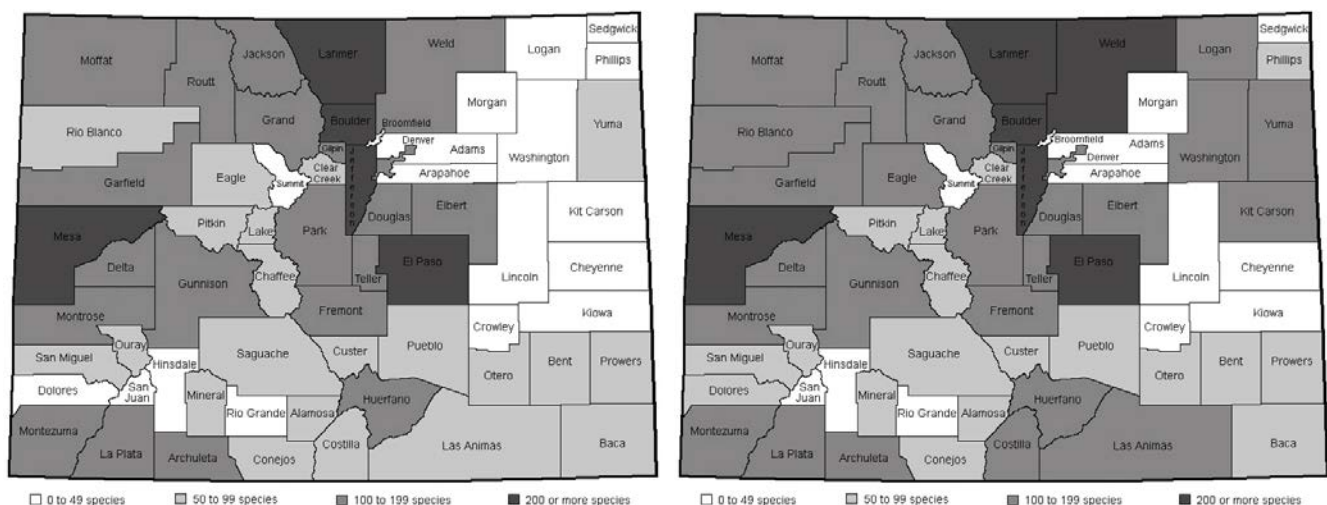 Moffat
Routt
Jackson
Larimer
Weld
Logan
Sedgwick
Phillips
Morgan
Yuma
Rio Blanco
Grand
Boulder
Broomfield
Gilpin
Denver
Adams
Washington
Garfield
Eagle
Summit
Clear
Creek
Jefferson
Arapahoe
Pitkin
Lake
Park
Douglas
Elbert
Kit Carson
Mesa
Delta
Gunnison
Chaffee
Teller
El Paso
Lincoln
Cheyenne
Montrose
Fremont
Kiowa
Crowley
Ouray
San Miguel
Hinsdale
Saguache
Custer
Pueblo
Otero
Bent
Prowers
Dolores
San
Juan
Mineral
Rio Grande
Alamosa
Huerfano
Montezuma
La Plata
Archuleta
Conejos
Costilla
Las Animas
Baca
0 to 49 species
50 to 99 species
100 to 199 species
200 or more species
Moffat
Routt
Jackson
Larimer
Weld
Logan
Sedgwick
Phillips
Morgan
Yuma
Rio Blanco
Grand
Boulder
Broomfield
Gilpin
Denver
Adams
Washington
Garfield
Eagle
Summit
Clear
Creek
Jefferson
Arapahoe
Pitkin
Lake
Park
Douglas
Elbert
Kit Carson
Mesa
Delta
Gunnison
Chaffee
Teller
El Paso
Lincoln
Cheyenne
Montrose
Fremont
Kiowa
Crowley
Ouray
San Miguel
Hinsdale
Saguache
Custer
Pueblo
Otero
Bent
Prowers
Dolores
San
Juan
Mineral
Rio Grande
Alamosa
Huerfano
Montezuma
La Plata
Archuleta
Conejos
Costilla
Las Animas
Baca
0 to 49 species
50 to 99 species
100 to 199 species
200 or more species